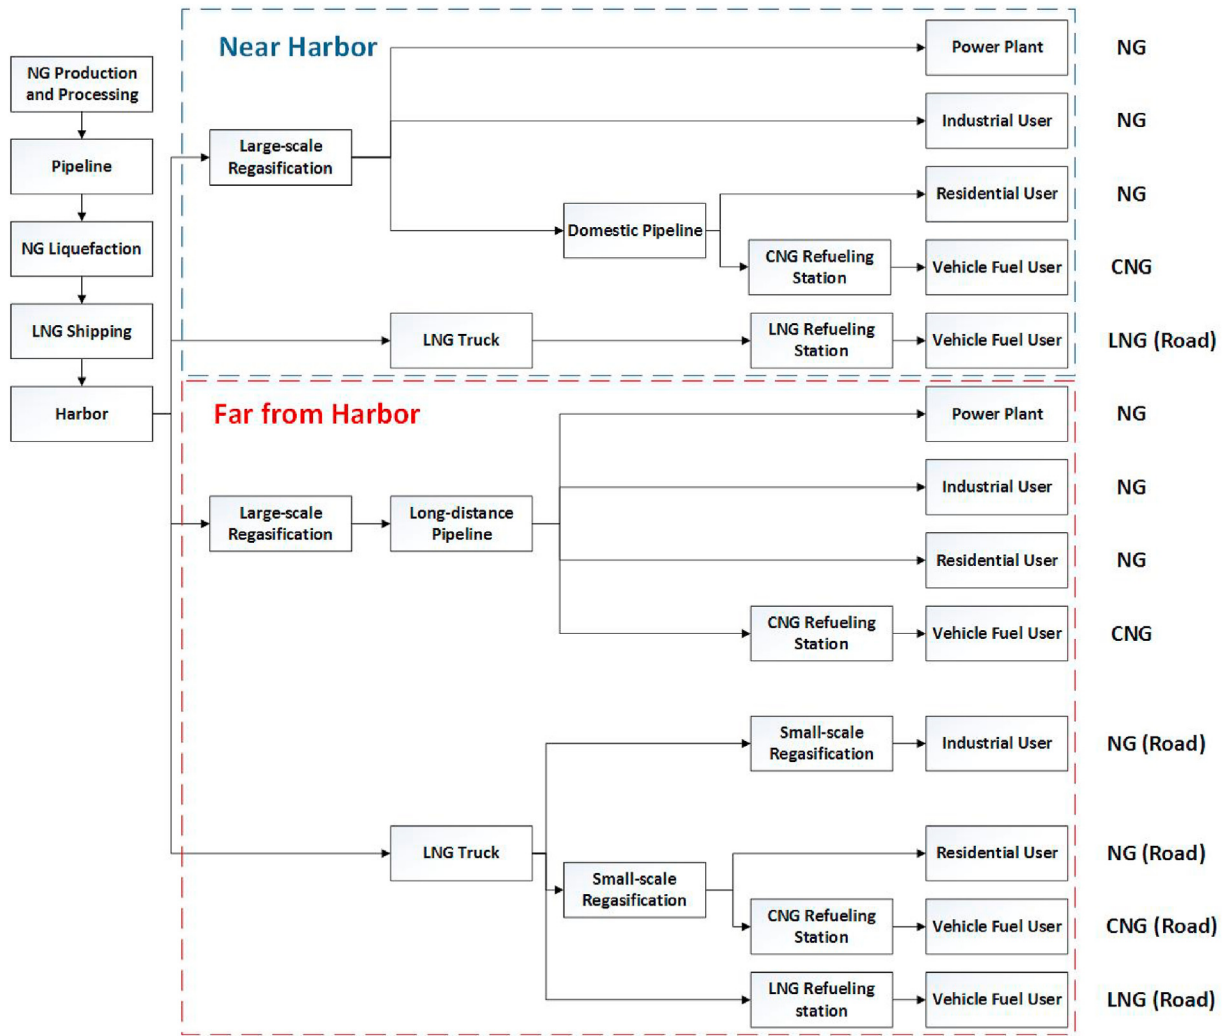 Near Harbor
NG Production
and Processing
Pipeline
NG Liquefaction
LNG Shipping
Harbor
Large-scale
Regasification
Power Plant
NG
Industrial User
NG
Domestic Pipeline
Residential User
NG
CNG Refueling
Station
Vehicle Fuel User
CNG
LNG Truck
LNG Refueling
Station
Vehicle Fuel User
LNG (Road)
Far from Harbor
Large-scale
Regasification
Long-distance
Pipeline
Power Plant
NG
Industrial User
NG
Residential User
NG
CNG Refueling
Station
Vehicle Fuel User
CNG
LNG Truck
Small-scale
Regasification
Industrial User
NG (Road)
Small-scale
Regasification
Residential User
NG (Road)
CNG Refueling
Station
Vehicle Fuel User
CNG (Road)
LNG Refueling
station
Vehicle Fuel User
LNG (Road)